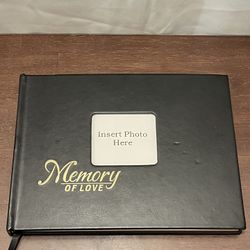 Insert Photo
Here
Memory
OF LOVE